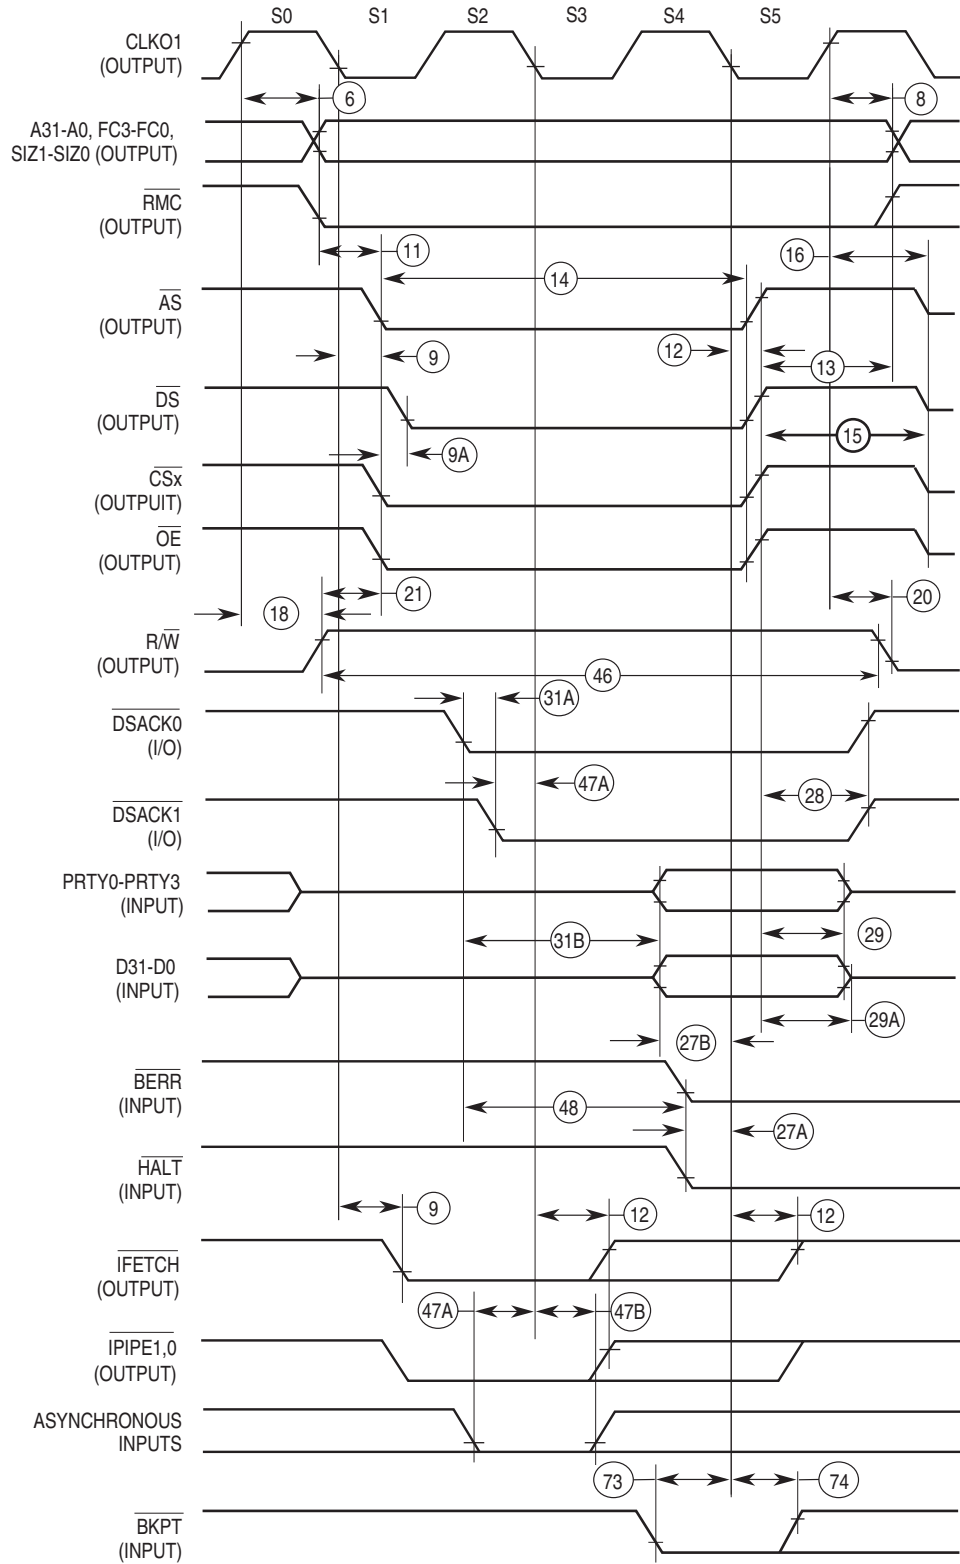 S0 S1 S2 S3 S4 S5
CLKO1
(OUTPUT)
6 8
A31-A0, FC3-FC0,
SIZ1-SIZ0 (OUTPUT)
RMC
(OUTPUT)
11 16
14
AS
(OUTPUT)
9 12 13
DS
(OUTPUT)
15
9A
CSx
(OUTPUIT)
OE
(OUTPUT)
21 20
18
R/W
(OUTPUT)
46
31A
DSACK0
(I/O)
47A 28
DSACK1
(I/O)
PRTY0-PRTY3
(INPUT)
31B 29
D31-D0
(INPUT)
29A
27B
BERR
(INPUT)
48
27A
HALT
(INPUT)
9 12 12
IFETCH
(OUTPUT)
47A 47B
IPIPE1,0
(OUTPUT)
ASYNCHRONOUS
INPUTS
73 74
BKPT
(INPUT)